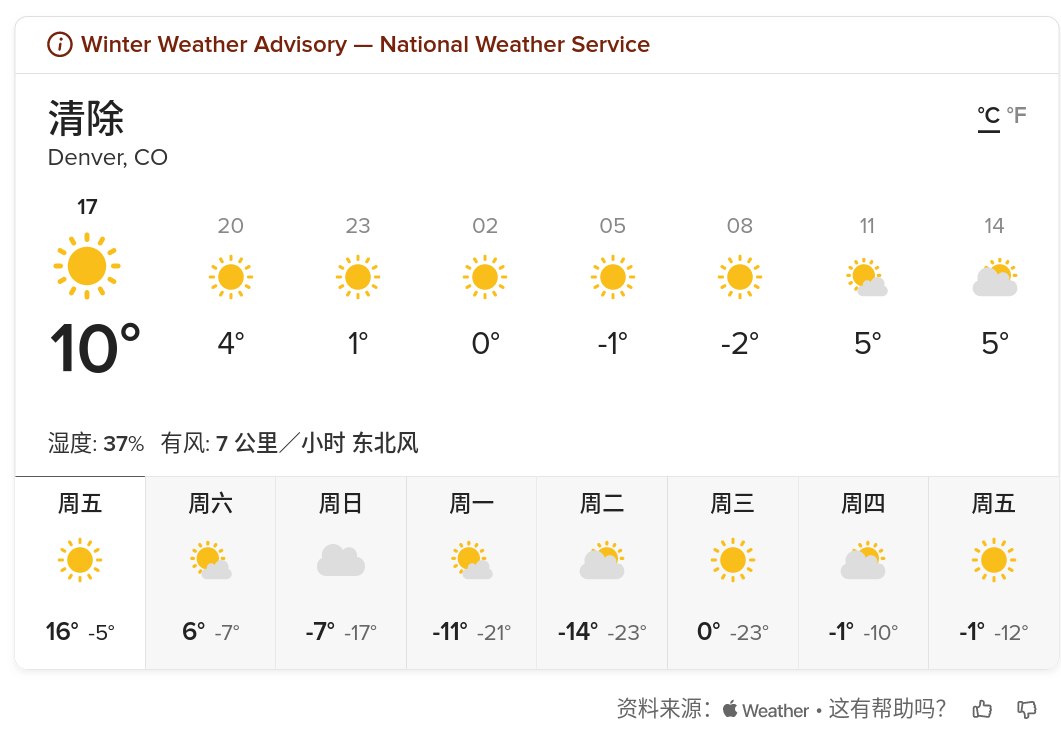 Winter Weather Advisory — National Weather Service
清除
°C °F
Denver, CO
17 20 23 02 05 08 11 14
10° 4° 1° 0° -1° -2° 5° 5°
湿度: 37% 有风: 7 公里／小时 东北风
周五 周六 周日 周一 周二 周三 周四 周五
16° -5° 6° -7° -7° -17° -11° -21° -14° -23° 0° -23° -1° -10° -1° -12°
资料来源： Weather • 这有帮助吗？